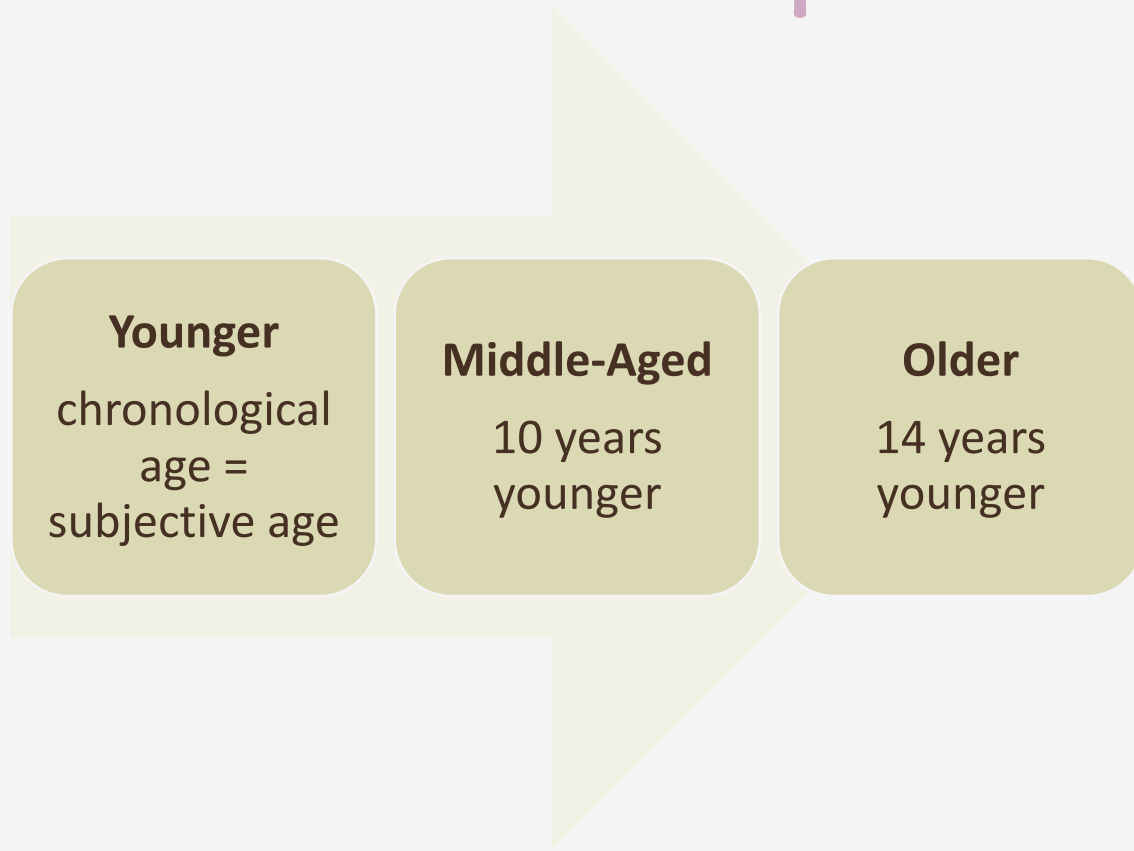 Younger
chronological
age =
subjective age
Middle-Aged
10 years
younger
Older
14 years
younger